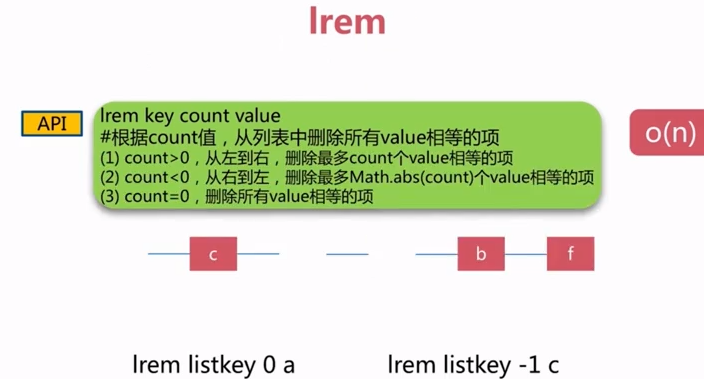 lrem
API
lrem key count value
#根据count值，从列表中删除所有value相等的项
(1) count>0，从左到右，删除最多count个value相等的项
(2) count<0，从右到左，删除最多Math.abs(count)个value相等的项
(3) count=0，删除所有value相等的项
o(n)
c
b
f
lrem listkey 0 a
lrem listkey -1 c